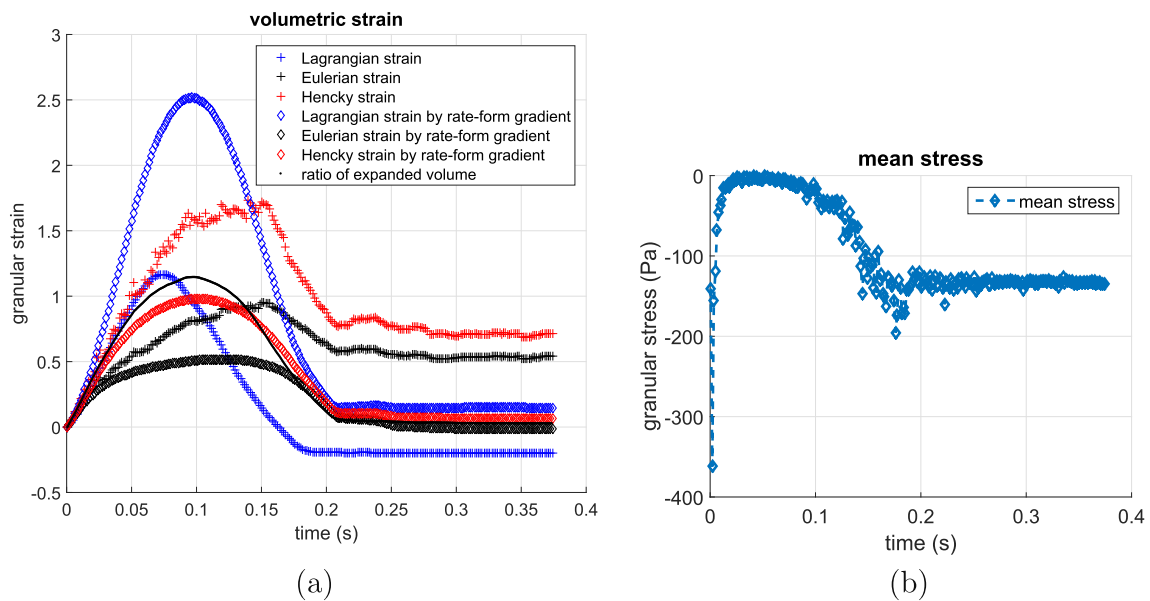 volumetric strain
3
2.5
2
1.5
1
0.5
0
-0.5
granular strain
Lagrangian strain
Eulerian strain
Hencky strain
Lagrangian strain by rate-form gradient
Eulerian strain by rate-form gradient
Hencky strain by rate-form gradient
ratio of expanded volume
0 0.05 0.1 0.15 0.2 0.25 0.3 0.35 0.4
time (s)
(a)
mean stress
0
-100
-200
-300
-400
granular stress (Pa)
mean stress
0 0.1 0.2 0.3 0.4
time (s)
(b)